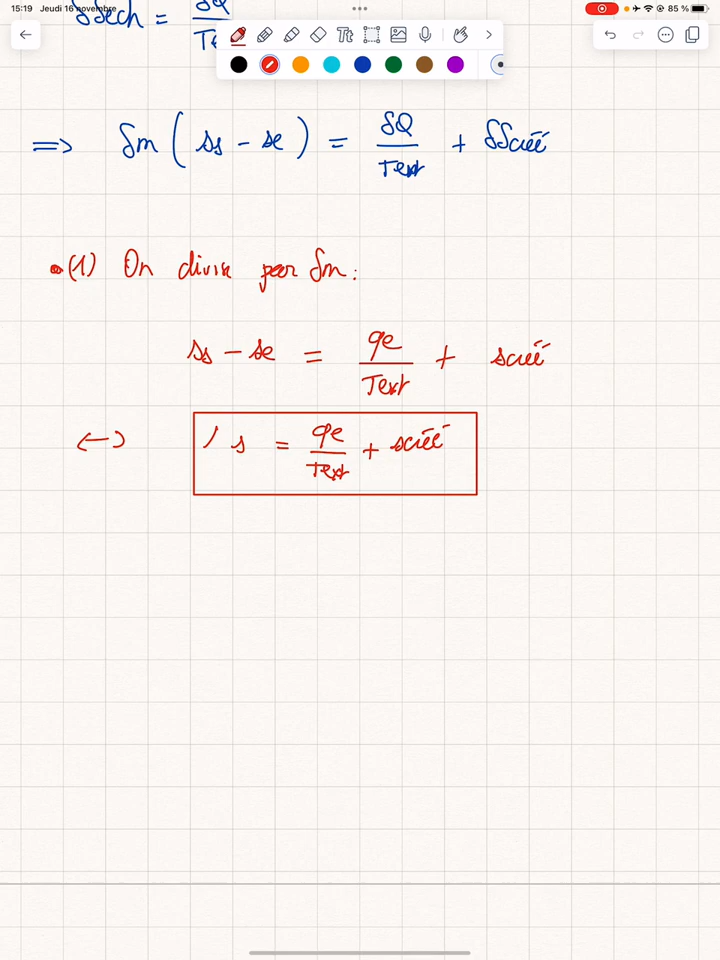 15:19 Jeudi 16 novembre 85 %
δSech = δQ
=> δm ( ss - se ) = δQ / Text + δScréé
• (1) On divise par δm :
ss - se = qe / Text + scréé
<-> / s = qe / Text + scréé